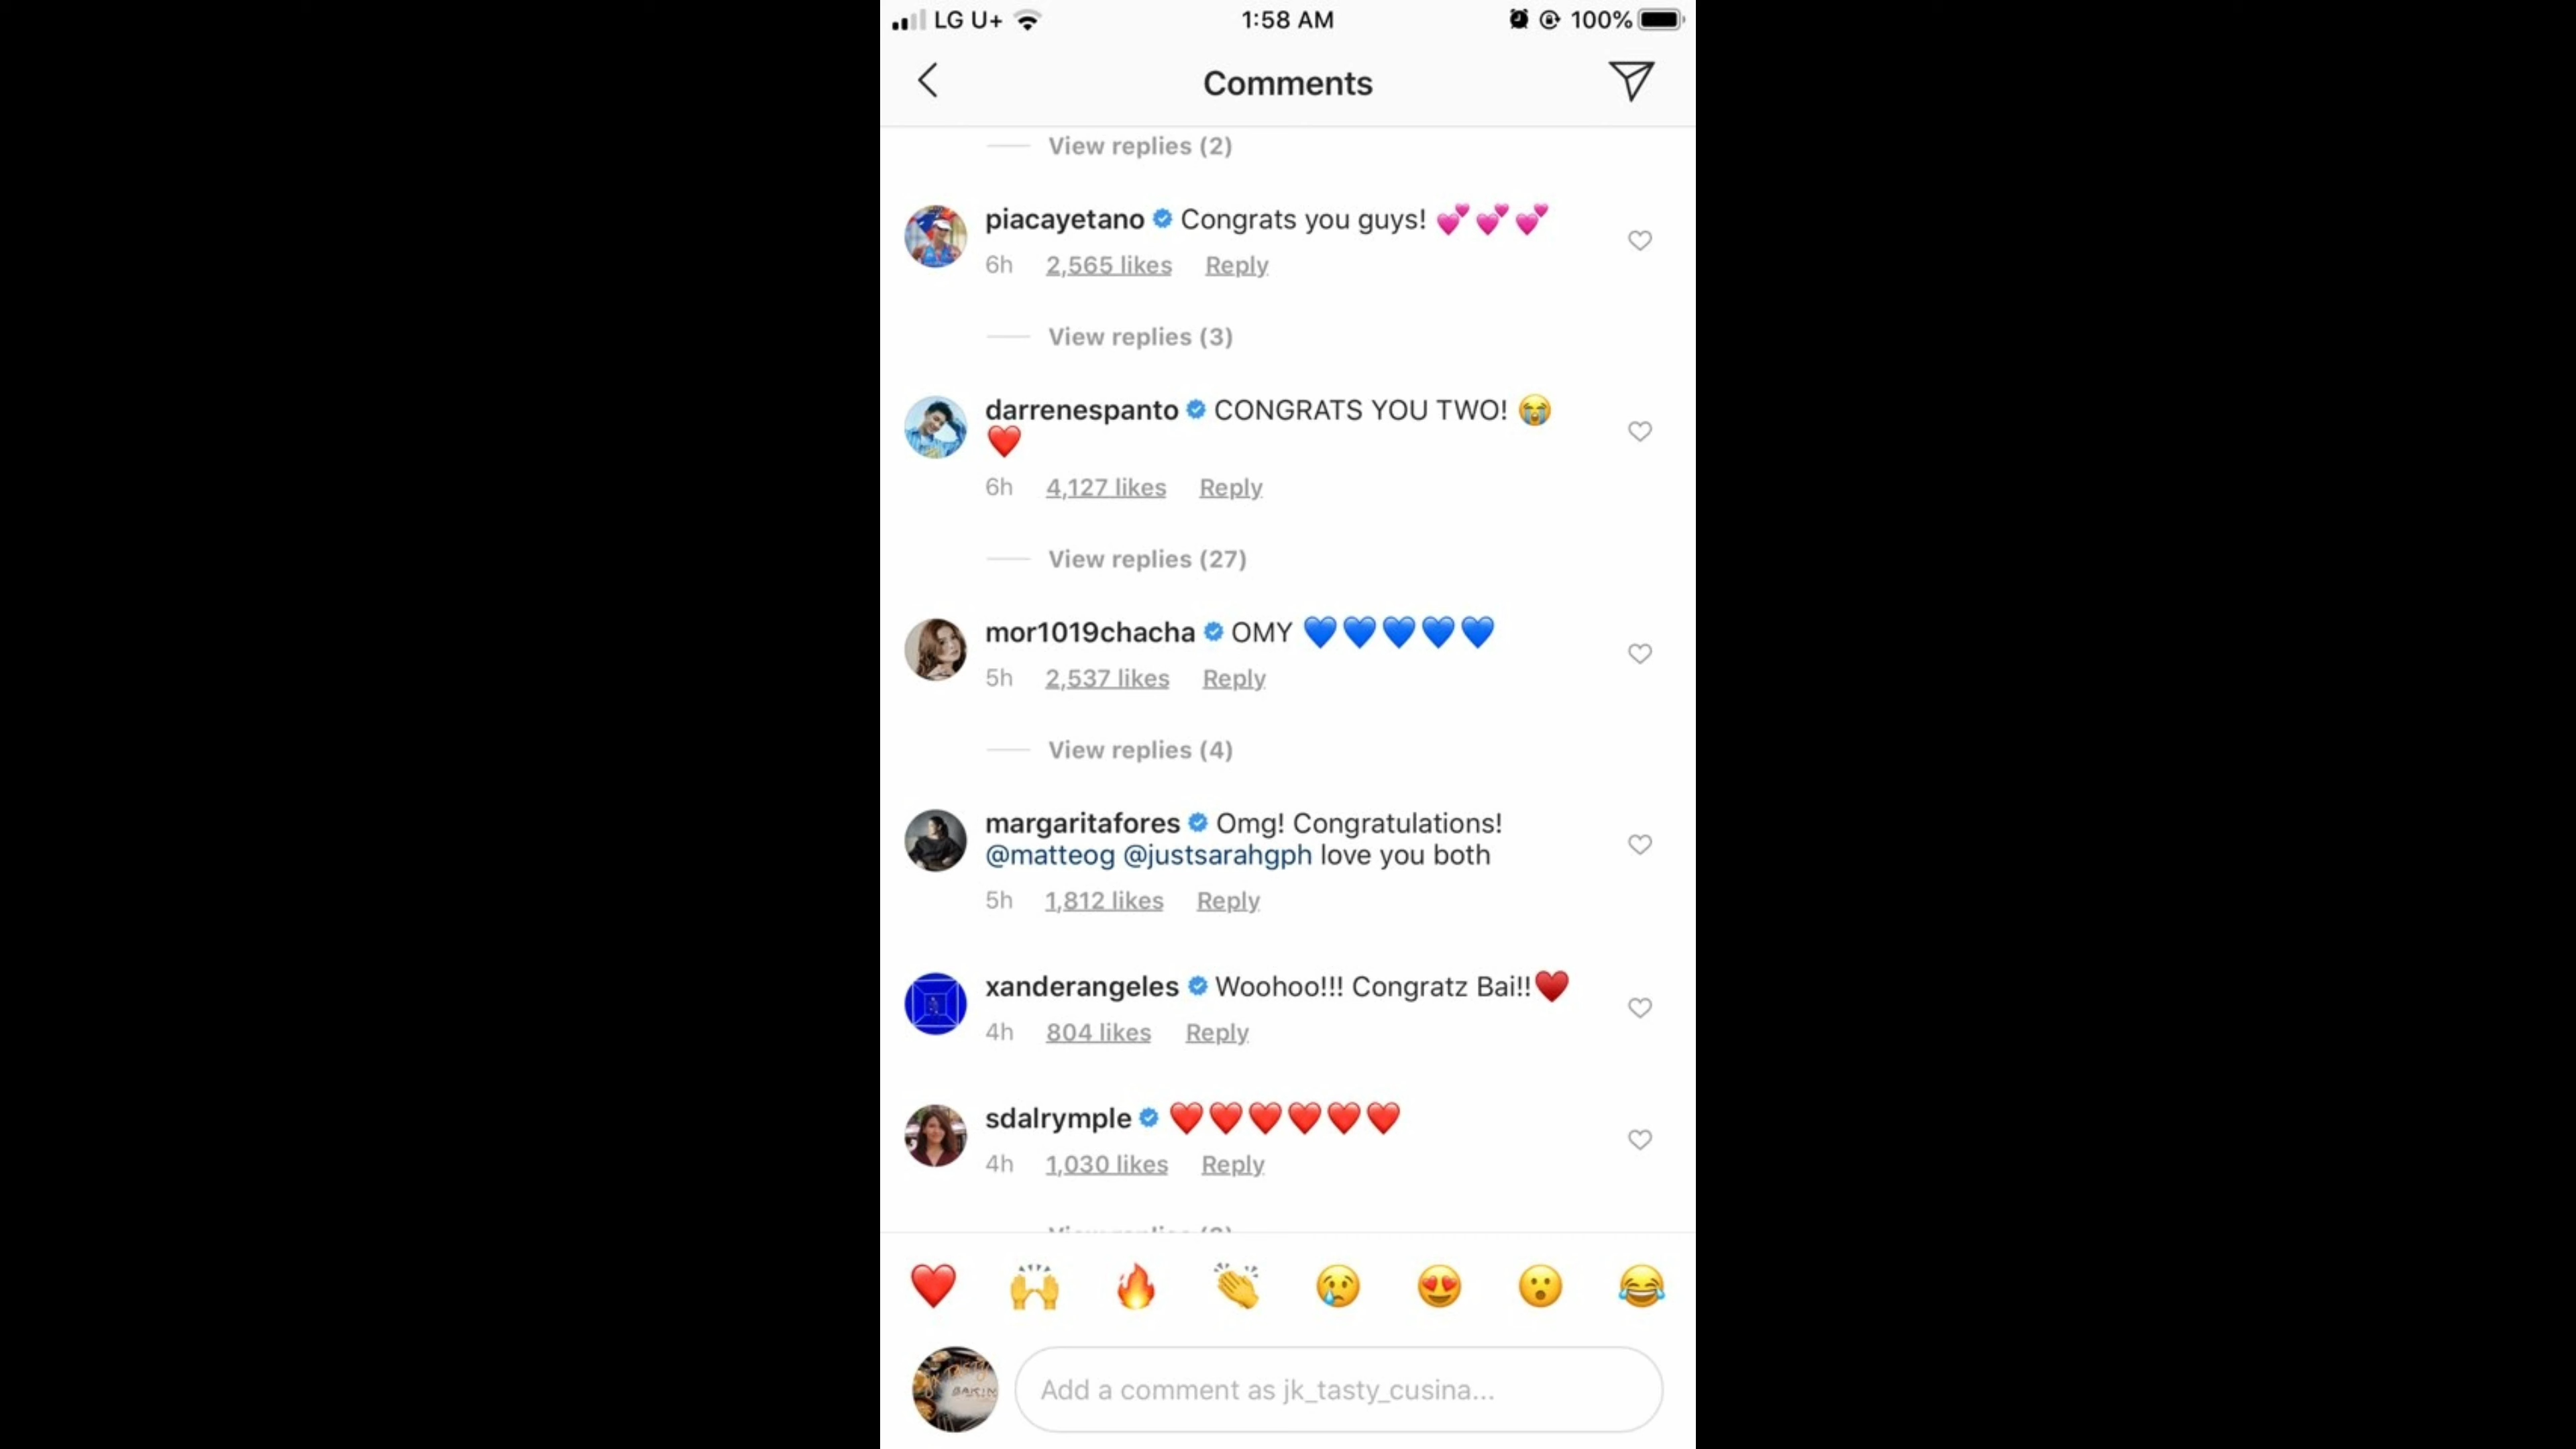 LG U+ 1:58 AM 100%
Comments
View replies (2)
piacayetano Congrats you guys! 💕💕💕
6h 2,565 likes Reply
View replies (3)
darrenespanto CONGRATS YOU TWO! 😭
❤️
6h 4,127 likes Reply
View replies (27)
mor1019chacha OMY 💙💙💙💙💙
5h 2,537 likes Reply
View replies (4)
margaritafores Omg! Congratulations!
@matteog @justsarahgph love you both
5h 1,812 likes Reply
xanderangeles Woohoo!!! Congratz Bai!!♥️
4h 804 likes Reply
sdalrymple ❤️❤️❤️❤️❤️❤️
4h 1,030 likes Reply
View replies
❤️ 🙌 🔥 👏 😢 😍 😮 😂
Add a comment as jk_tasty_cusina...